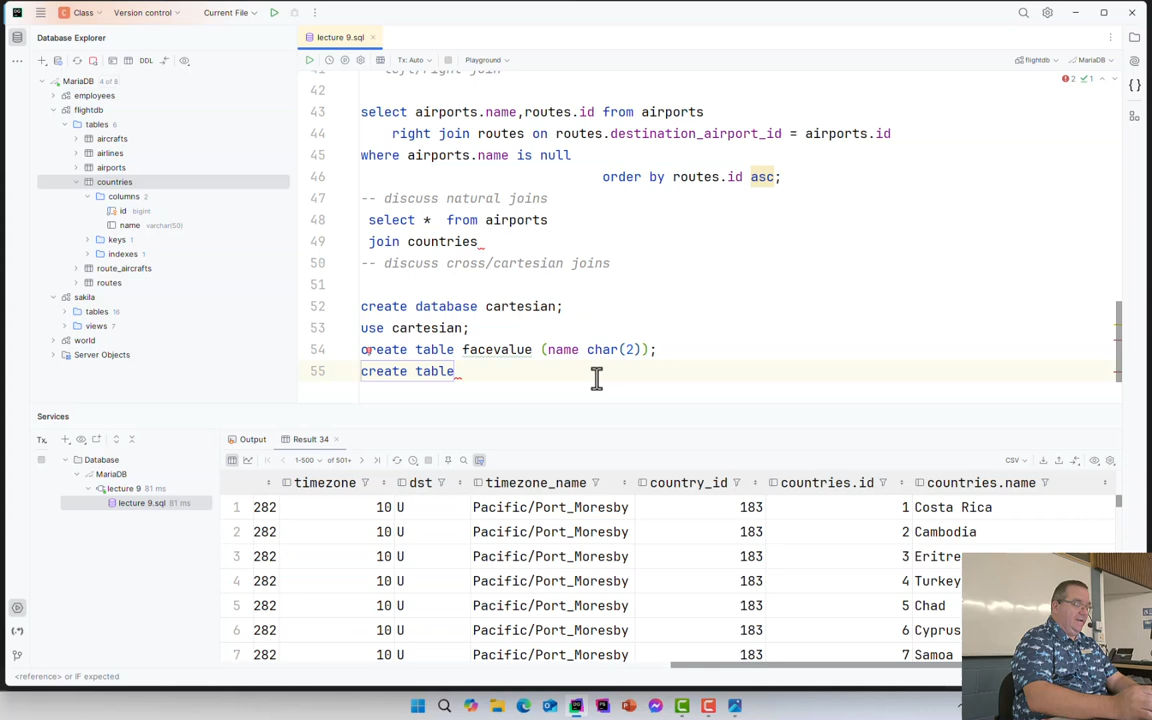 Class
Version control
Current File
Database Explorer
lecture 9.sql
DDL
Tx: Auto
Playground
flightdb
MariaDB
MariaDB 4 of 8
employees
flightdb
tables 6
aircrafts
airlines
airports
countries
columns 2
id bigint
name varchar(50)
keys 1
indexes 1
route_aircrafts
routes
sakila
tables 16
views 7
world
Server Objects
2 1
42
43 select airports.name,routes.id from airports
44 right join routes on routes.destination_airport_id = airports.id
45 where airports.name is null
46 order by routes.id asc;
47 -- discuss natural joins
48 select * from airports
49 join countries
50 -- discuss cross/cartesian joins
51
52 create database cartesian;
53 use cartesian;
54 create table facevalue (name char(2));
55 create table
Services
Tx
Database
MariaDB
lecture 9 81 ms
lecture 9.sql 81 ms
Output
Result 34
1-500 of 501+
CSV
timezone dst timezone_name country_id countries.id countries.name
1 282 10 U Pacific/Port_Moresby 183 1 Costa Rica
2 282 10 U Pacific/Port_Moresby 183 2 Cambodia
3 282 10 U Pacific/Port_Moresby 183 3 Eritre
4 282 10 U Pacific/Port_Moresby 183 4 Turkey
5 282 10 U Pacific/Port_Moresby 183 5 Chad
6 282 10 U Pacific/Port_Moresby 183 6 Cyprus
7 282 10 U Pacific/Port_Moresby 183 7 Samoa
<reference> or IF expected